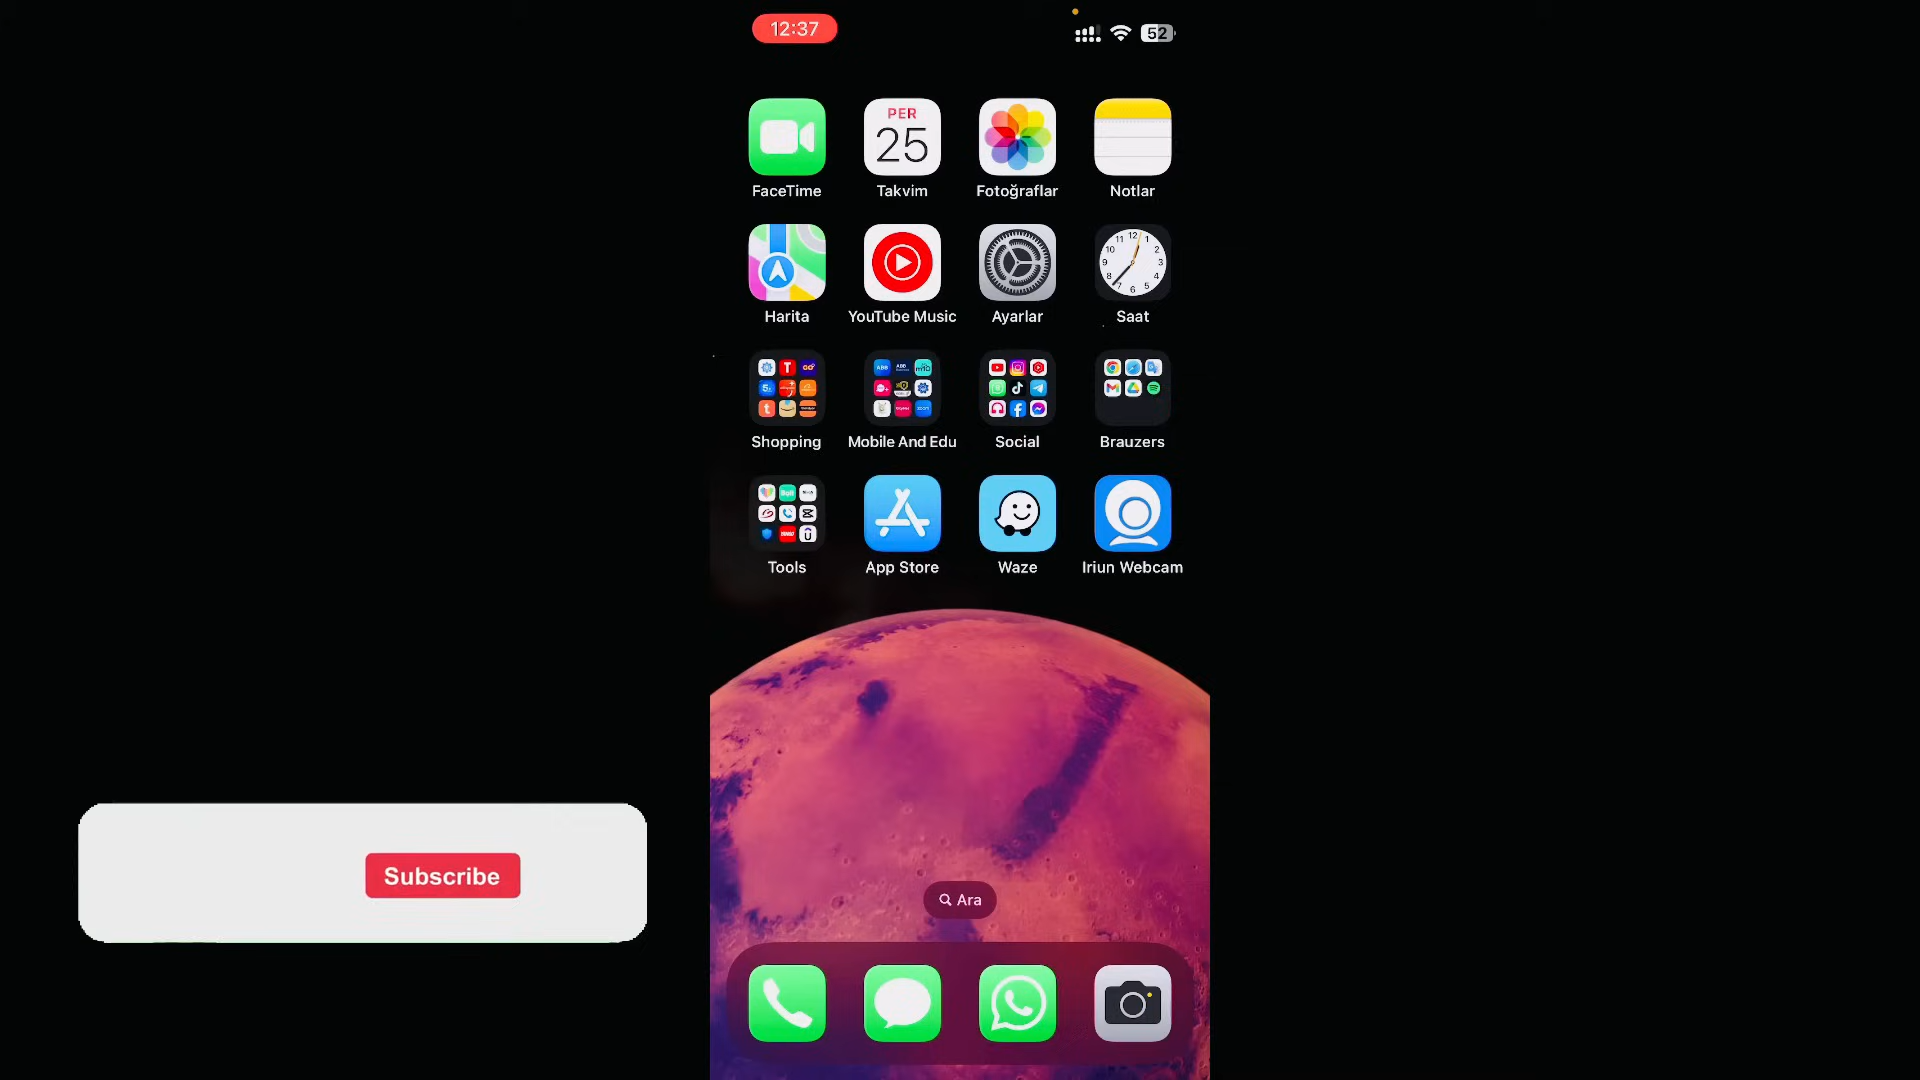 12:37
52
PER
25
FaceTime
Takvim
Fotoğraflar
Notlar
Harita
YouTube Music
Ayarlar
Saat
Shopping
Mobile And Edu
Social
Brauzers
Tools
App Store
Waze
Iriun Webcam
Subscribe
Ara